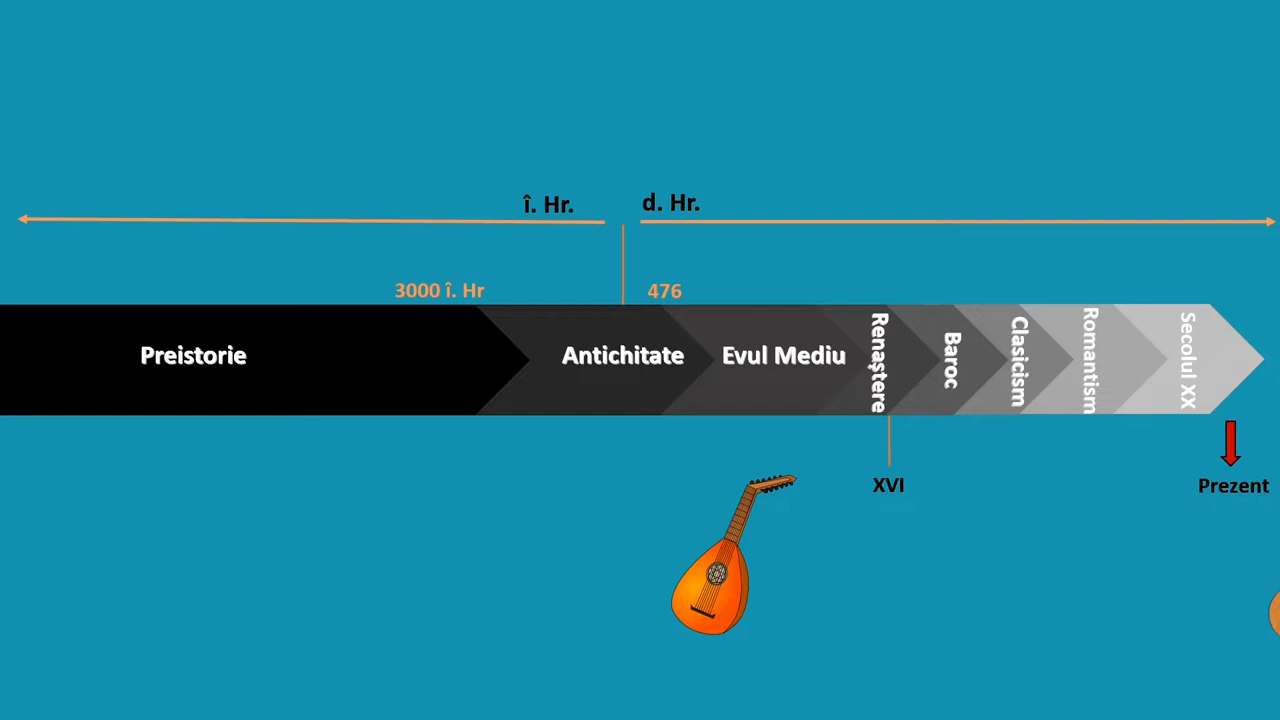 î. Hr.
d. Hr.
3000 î. Hr
476
Preistorie
Antichitate
Evul Mediu
Renaștere
Baroc
Clasicism
Romantism
Secolul XX
XVI
Prezent